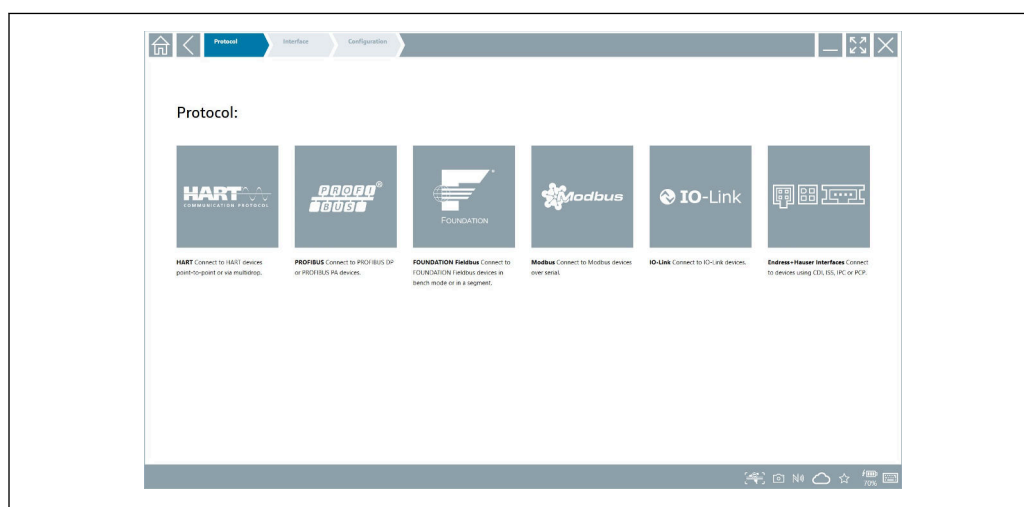 Protocol
Interface
Configuration
Protocol:
HART
COMMUNICATION PROTOCOL
PROFI®
BUS
FOUNDATION
Modbus
IO-Link
HART Connect to HART devices
point-to-point or via multidrop.
PROFIBUS Connect to PROFIBUS DP
or PROFIBUS PA devices.
FOUNDATION Fieldbus Connect to
FOUNDATION Fieldbus devices in
bench mode or in a segment.
Modbus Connect to Modbus devices
over serial.
IO-Link Connect to IO-Link devices.
Endress+Hauser Interfaces Connect
to devices using CDI, ISS, IPC or PCP.
70%